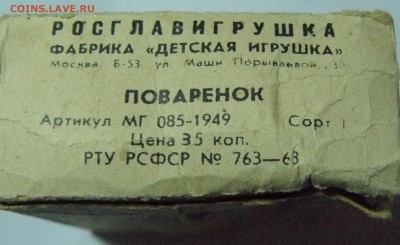 COINS.LAVE.RU
РОСГЛАВИГРУШКА
ФАБРИКА «ДЕТСКАЯ ИГРУШКА»
Москва, Б-53 ул. Маши Порываевой,
ПОВАРЕНОК
Артикул МГ 085-1949 Сорт 1
Цена 35 коп.
РТУ РСФСР № 763—63